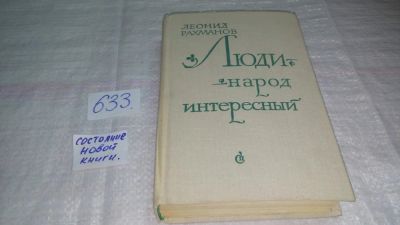 ЛЕОНИД
РАХМАНОВ
ЛЮДИ-
народ
интересный
633.
состояние
новой
книги.